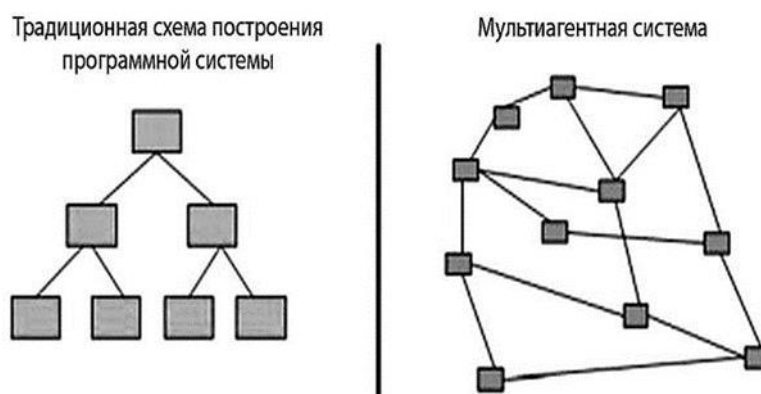 Традиционная схема построения
программной системы
Мультиагентная система